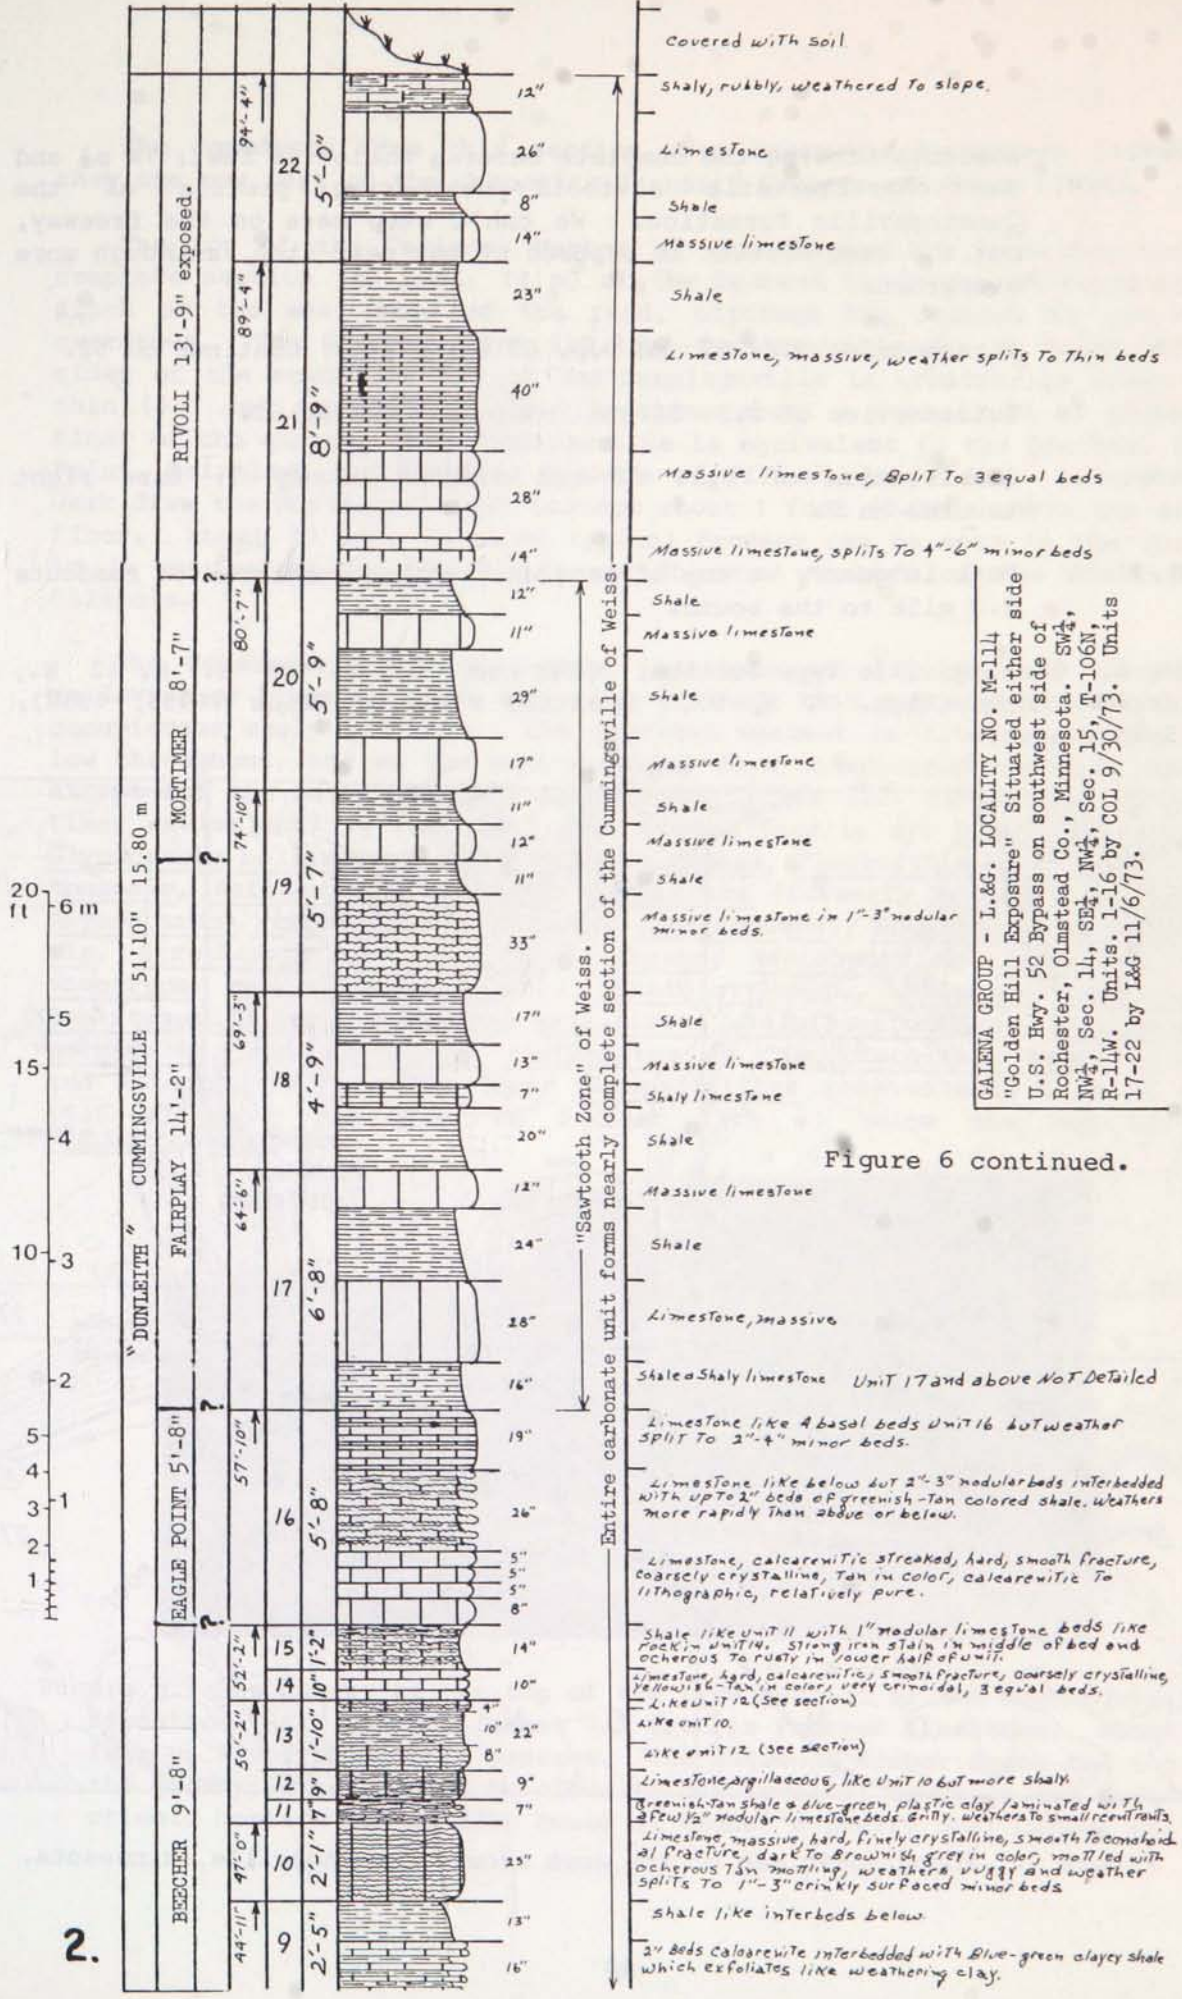 Covered with Soil
12"
Shaly, rubbly, weathered To slope.
94'-4"
22
5'-0"
26"
Limestone
8"
Shale
14"
Massive limestone
RIVOLI 13'-9" exposed.
89'-4"
21
8'-9"
23"
Shale
40"
Limestone, massive, weather splits To Thin beds
28"
Massive limestone, Split To 3 equal beds
14"
Massive limestone, splits To 4"-6" minor beds
?
MORTIMER 8'-7"
80'-7"
20
5'-9"
12"
Shale
11"
Massive limestone
29"
Shale
17"
Massive limestone
74'-10"
19
5'-7"
11"
Shale
12"
Massive limestone
?
11"
Shale
33"
Massive limestone in 1"-3" nodular
minor beds.
"DUNLEITH" CUMMINGSVILLE 51'10" 15.80 m
FAIRPLAY 14'-2"
69'-3"
18
4'-9"
17"
Shale
13"
Massive limestone
7"
Shaly limestone
20"
Shale
64'-6"
17
6'-8"
12"
Massive limestone
24"
Shale
28"
Limestone, massive
16"
Shale & Shaly limestone Unit 17 and above Not Detailed
"Sawtooth Zone" of Weiss.
Entire carbonate unit forms nearly complete section of the Cummingsville of Weiss.
GALENA GROUP - L.&G. LOCALITY NO. M-114
"Golden Hill Exposure" Situated either side
U.S. Hwy. 52 Bypass on southwest side of
Rochester, Olmstead Co., Minnesota. SW¼,
NW¼, Sec. 14, SE¼, NW¼, Sec. 15, T-106N,
R-14W. Units. 1-16 by COL 9/30/73. Units
17-22 by L&G 11/6/73.
Figure 6 continued.
20
ft
6 m
5
15
4
10
3
2
5
4
3
1
2
1
?
EAGLE POINT 5'-8"
57'-10"
16
5'-8"
19"
Limestone like 4 basal beds Unit 16 but weather
split To 2"-4" minor beds.
26"
Limestone like below but 2"-3" nodular beds interbedded
with up To 2" beds of greenish-Tan colored shale. Weathers
more rapidly Than above or below.
5"
5"
5"
8"
Limestone, calcarenitic streaked, hard, smooth fracture,
coarsely crystalline, Tan in color, calcarenitic To
lithographic, relatively pure.
?
BEECHER 9'-8"
52'-2"
15
1'-2"
14"
Shale like Unit 11 with 1" nodular limestone beds like
rock in unit 14. Strong iron stain in middle of bed and
ocherous To rusty in lower half of unit.
14
10"
10"
Limestone, hard, calcarenitic, smooth fracture, coarsely crystalline,
yellowish-Tan in color, very crinoidal, 3 equal beds.
50'-2"
13
1'-10"
4"
10"
22"
8"
Like unit 12 (see section)
Like unit 10.
Like unit 12 (see section)
12
9"
9"
Limestone, argillaceous, like Unit 10 but more shaly.
11
7"
7"
Greenish-Tan shale & blue-green plastic clay laminated with
a few 1/2" nodular limestone beds. Gritty. Weathers To small reentrants.
47'-0"
10
2'-1"
25"
Limestone, massive, hard, finely crystalline, smooth To conchoid
al fracture, dark To Brownish grey in color, mottled with
ocherous Tan mottling, weathers vuggy and weather
splits To 1"-3" crinkly surfaced minor beds
44'-11"
9
2'-5"
13"
Shale like interbeds below.
16"
2" Beds Calcarenite interbedded with Blue-green clayey shale
which exfoliates like weathering clay.
2.